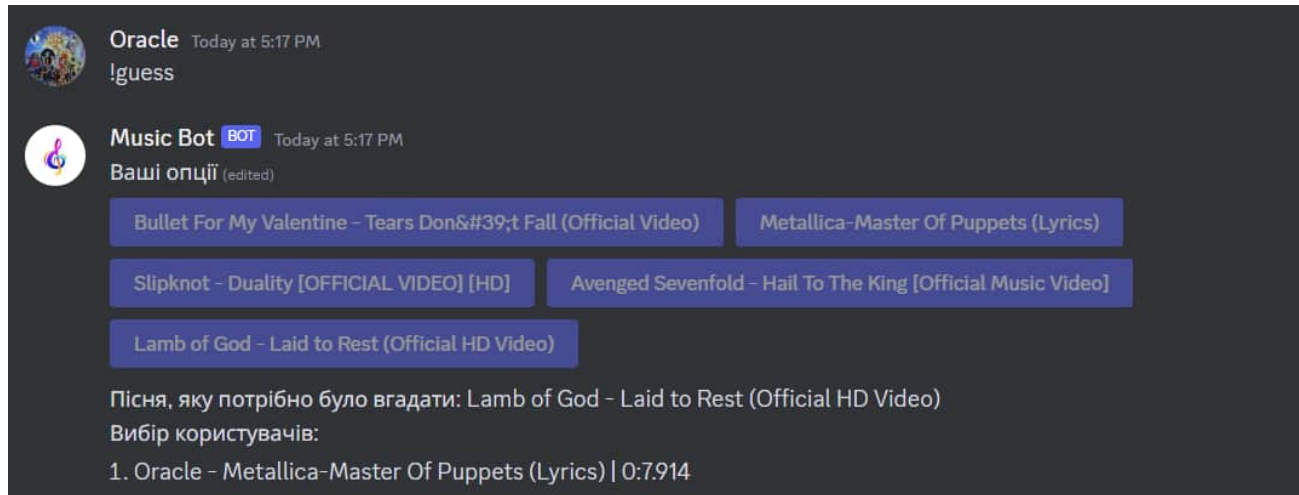 Oracle Today at 5:17 PM
!guess
Music Bot BOT Today at 5:17 PM
Ваші опції (edited)
Bullet For My Valentine - Tears Don&#39;t Fall (Official Video) Metallica-Master Of Puppets (Lyrics)
Slipknot - Duality [OFFICIAL VIDEO] [HD] Avenged Sevenfold - Hail To The King [Official Music Video]
Lamb of God - Laid to Rest (Official HD Video)
Пісня, яку потрібно було вгадати: Lamb of God - Laid to Rest (Official HD Video)
Вибір користувачів:
1. Oracle - Metallica-Master Of Puppets (Lyrics) | 0:7.914